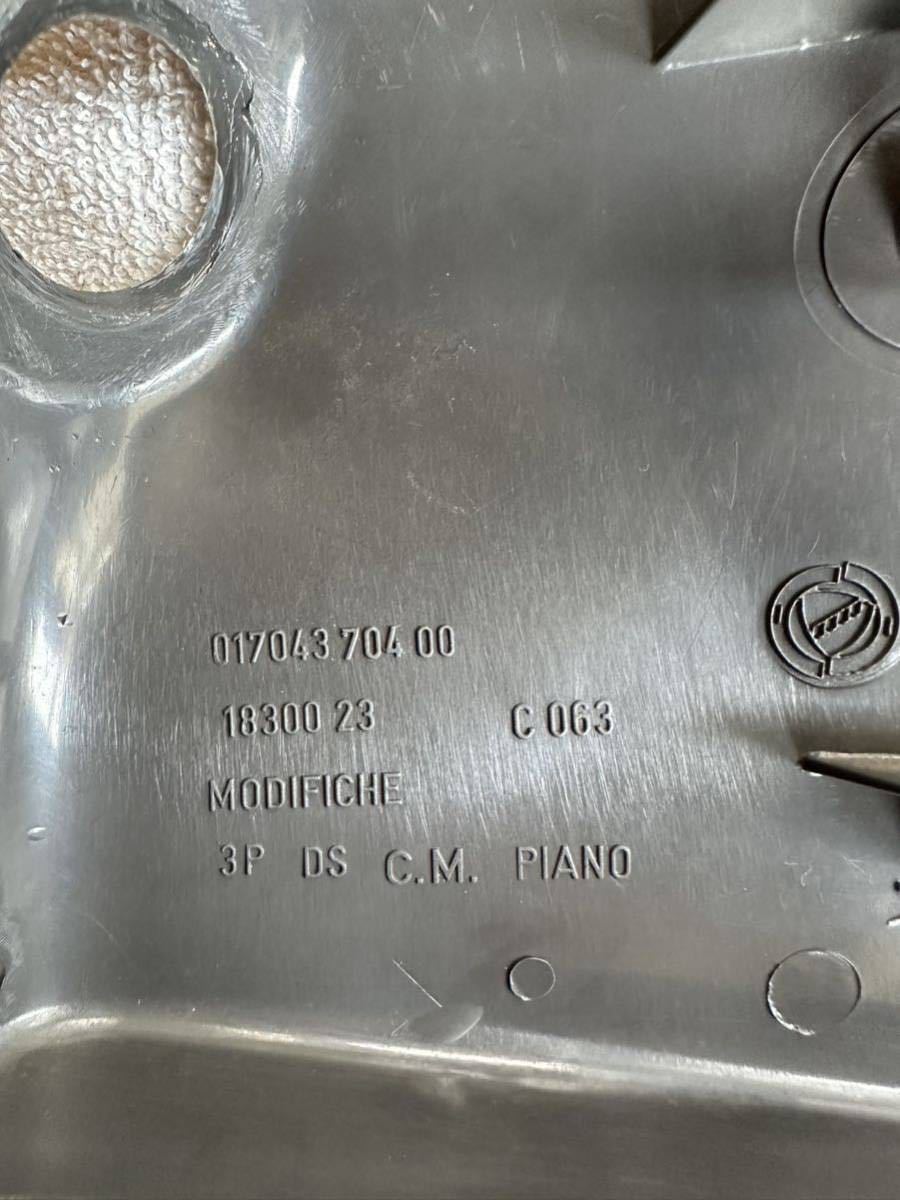 017043 704 00
18300 23 C 063
MODIFICHE
3P DS C.M. PIANO